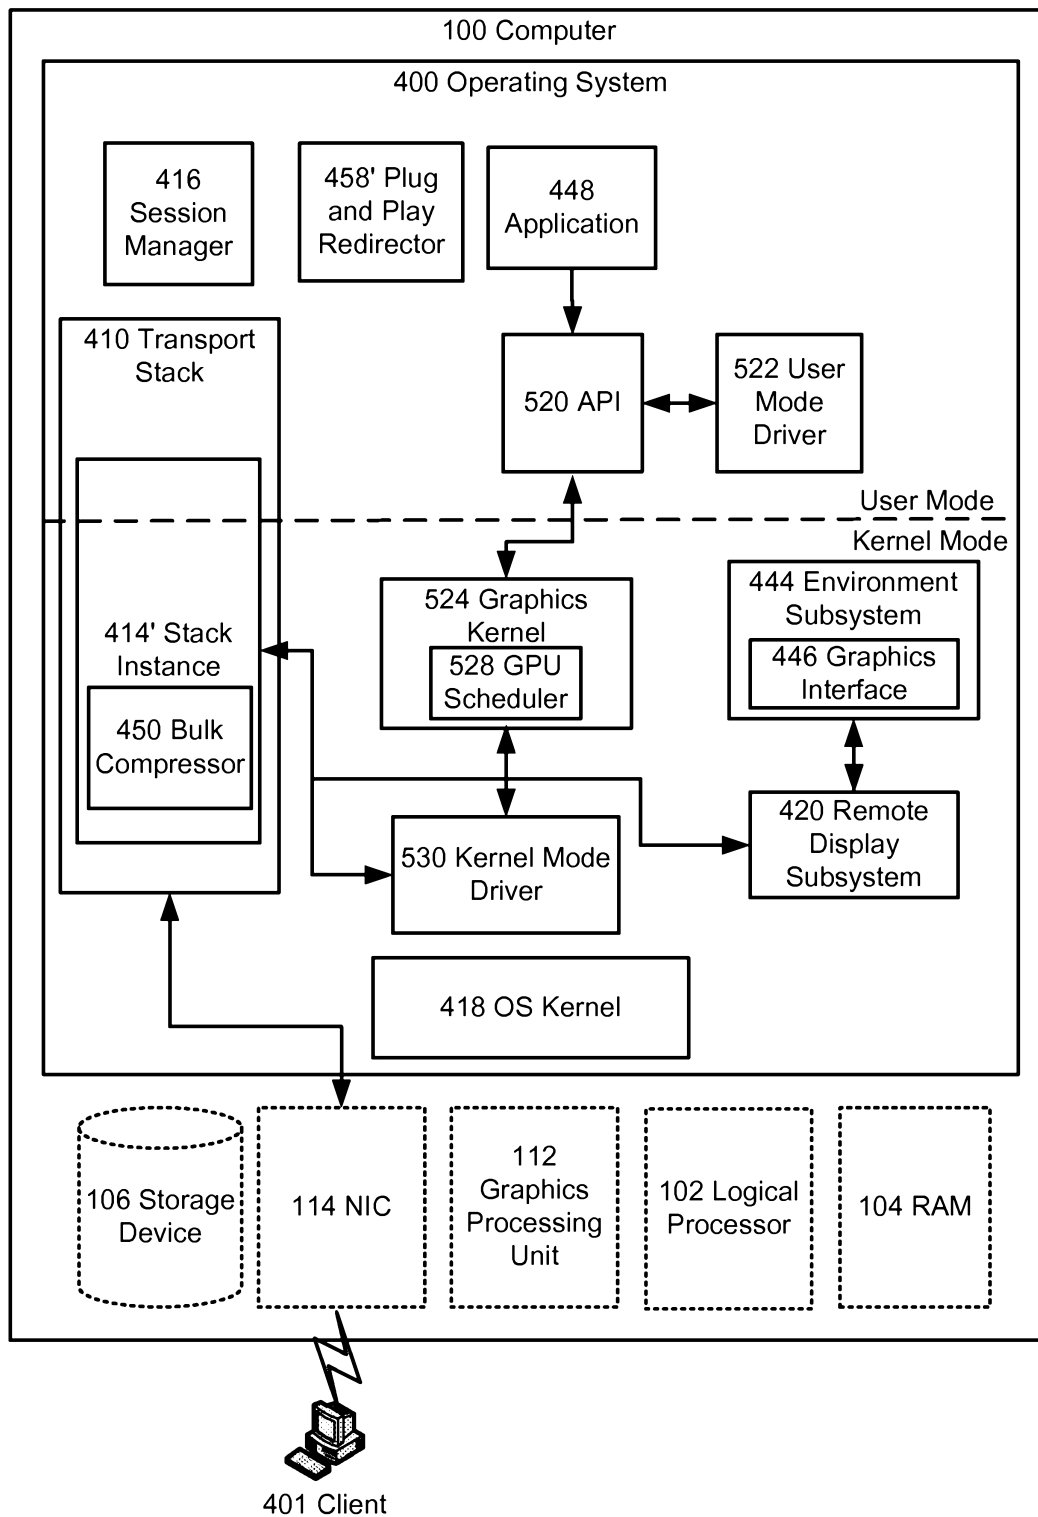 100 Computer
400 Operating System
416
Session
Manager
458' Plug
and Play
Redirector
448
Application
410 Transport
Stack
520 API
522 User
Mode
Driver
User Mode
Kernel Mode
414' Stack
Instance
450 Bulk
Compressor
524 Graphics
Kernel
528 GPU
Scheduler
444 Environment
Subsystem
446 Graphics
Interface
530 Kernel Mode
Driver
420 Remote
Display
Subsystem
418 OS Kernel
106 Storage
Device
114 NIC
112
Graphics
Processing
Unit
102 Logical
Processor
104 RAM
401 Client